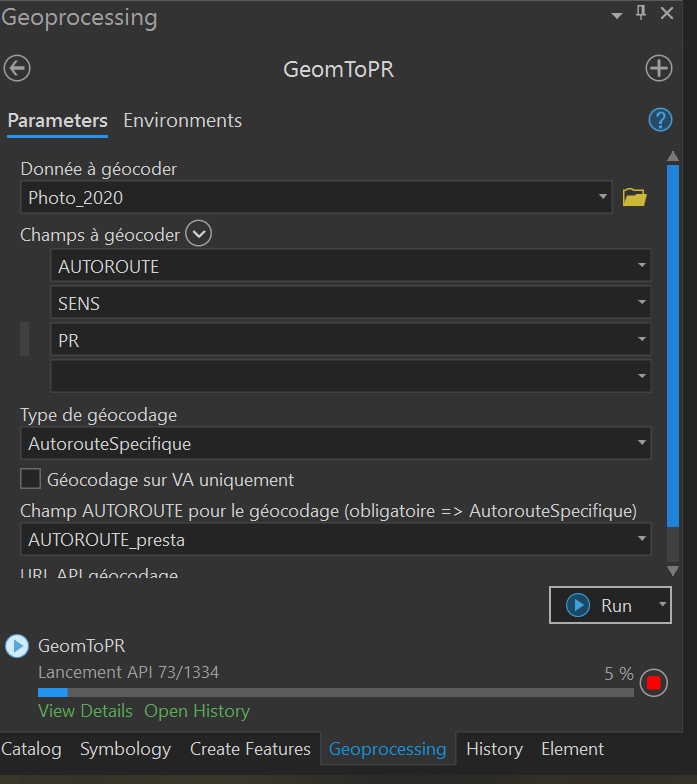 Geoprocessing
GeomToPR
Parameters Environments
Donnée à géocoder
Photo_2020
Champs à géocoder
AUTOROUTE
SENS
PR
Type de géocodage
AutorouteSpecifique
Géocodage sur VA uniquement
Champ AUTOROUTE pour le géocodage (obligatoire => AutorouteSpecifique)
AUTOROUTE_presta
URL API géocodage
Run
GeomToPR
Lancement API 73/1334 5 %
View Details Open History
Catalog Symbology Create Features Geoprocessing History Element